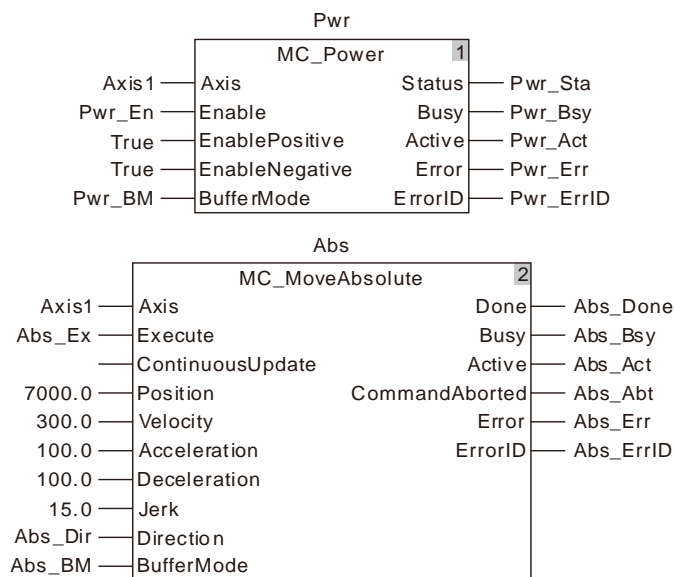 Pwr
MC_Power 1
Axis1 Axis Status Pwr_Sta
Pwr_En Enable Busy Pwr_Bsy
True EnablePositive Active Pwr_Act
True EnableNegative Error Pwr_Err
Pwr_BM BufferMode ErrorID Pwr_ErrID
Abs
MC_MoveAbsolute 2
Axis1 Axis Done Abs_Done
Abs_Ex Execute Busy Abs_Bsy
ContinuousUpdate Active Abs_Act
7000.0 Position CommandAborted Abs_Abt
300.0 Velocity Error Abs_Err
100.0 Acceleration ErrorID Abs_ErrID
100.0 Deceleration
15.0 Jerk
Abs_Dir Direction
Abs_BM BufferMode